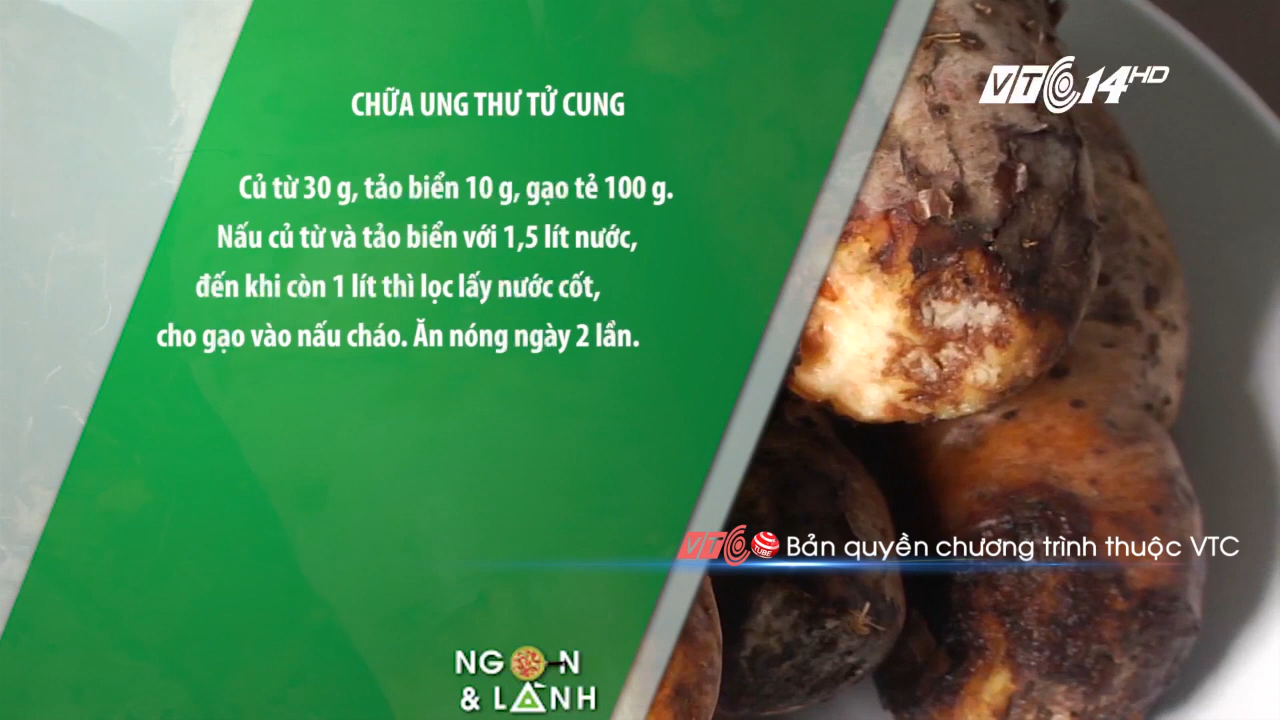 VTC14HD
CHỮA UNG THƯ TỬ CUNG
Củ từ 30 g, tảo biển 10 g, gạo tẻ 100 g.
Nấu củ từ và tảo biển với 1,5 lít nước,
đến khi còn 1 lít thì lọc lấy nước cốt,
cho gạo vào nấu cháo. Ăn nóng ngày 2 lần.
VTC TUBE Bản quyền chương trình thuộc VTC
NGON
& LÀNH